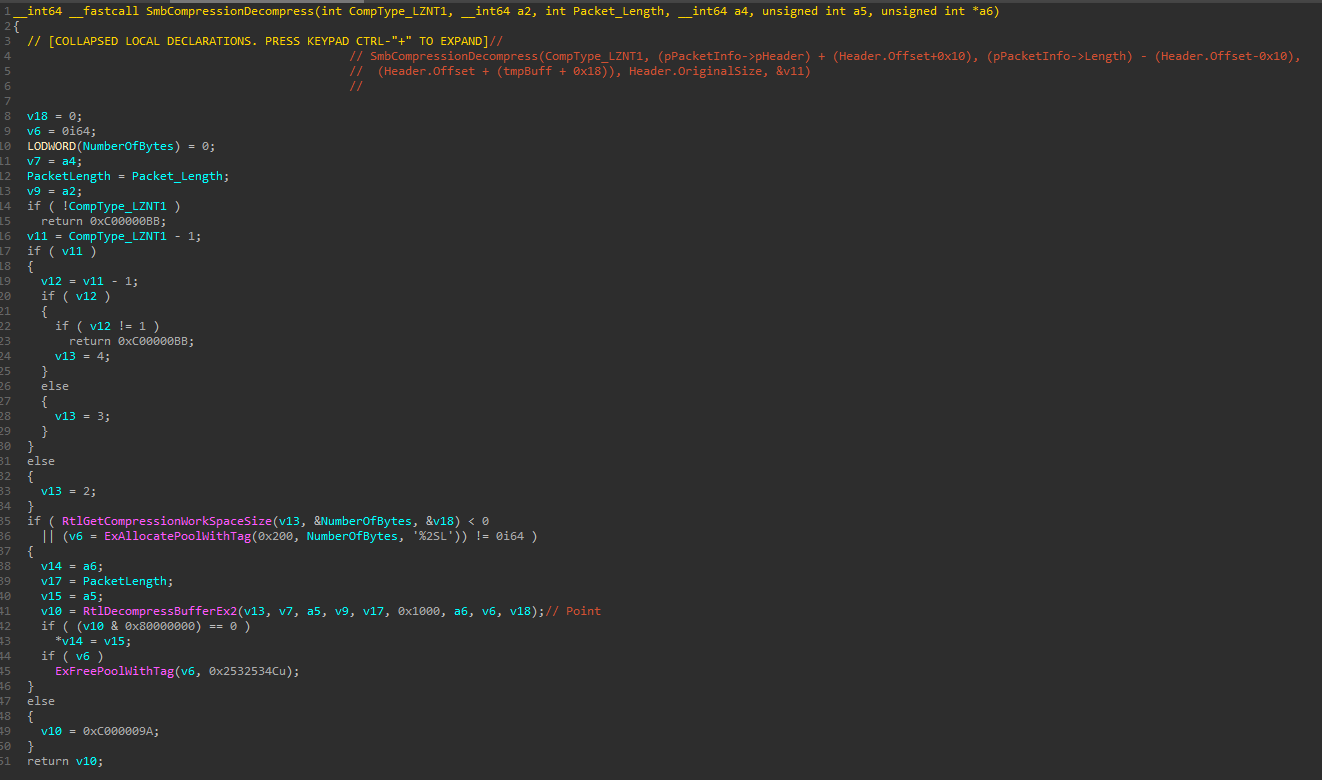 1 __int64 __fastcall SmbCompressionDecompress(int CompType_LZNT1, __int64 a2, int Packet_Length, __int64 a4, unsigned int a5, unsigned int *a6)
2 {
3 // [COLLAPSED LOCAL DECLARATIONS. PRESS KEYPAD CTRL-"+" TO EXPAND]//
4 // SmbCompressionDecompress(CompType_LZNT1, (pPacketInfo->pHeader) + (Header.Offset+0x10), (pPacketInfo->Length) - (Header.Offset-0x10),
5 // (Header.Offset + (tmpBuff + 0x18)), Header.OriginalSize, &v11)
6 //
7
8 v18 = 0;
9 v6 = 0i64;
10 LODWORD(NumberOfBytes) = 0;
11 v7 = a4;
12 PacketLength = Packet_Length;
13 v9 = a2;
14 if ( !CompType_LZNT1 )
15 return 0xC00000BB;
16 v11 = CompType_LZNT1 - 1;
17 if ( v11 )
18 {
19 v12 = v11 - 1;
20 if ( v12 )
21 {
22 if ( v12 != 1 )
23 return 0xC00000BB;
24 v13 = 4;
25 }
26 else
27 {
28 v13 = 3;
29 }
30 }
31 else
32 {
33 v13 = 2;
34 }
35 if ( RtlGetCompressionWorkSpaceSize(v13, &NumberOfBytes, &v18) < 0
36 || (v6 = ExAllocatePoolWithTag(0x200, NumberOfBytes, '%2SL')) != 0i64 )
37 {
38 v14 = a6;
39 v17 = PacketLength;
40 v15 = a5;
41 v10 = RtlDecompressBufferEx2(v13, v7, a5, v9, v17, 0x1000, a6, v6, v18);// Point
42 if ( (v10 & 0x80000000) == 0 )
43 *v14 = v15;
44 if ( v6 )
45 ExFreePoolWithTag(v6, 0x2532534Cu);
46 }
47 else
48 {
49 v10 = 0xC000009A;
50 }
51 return v10;